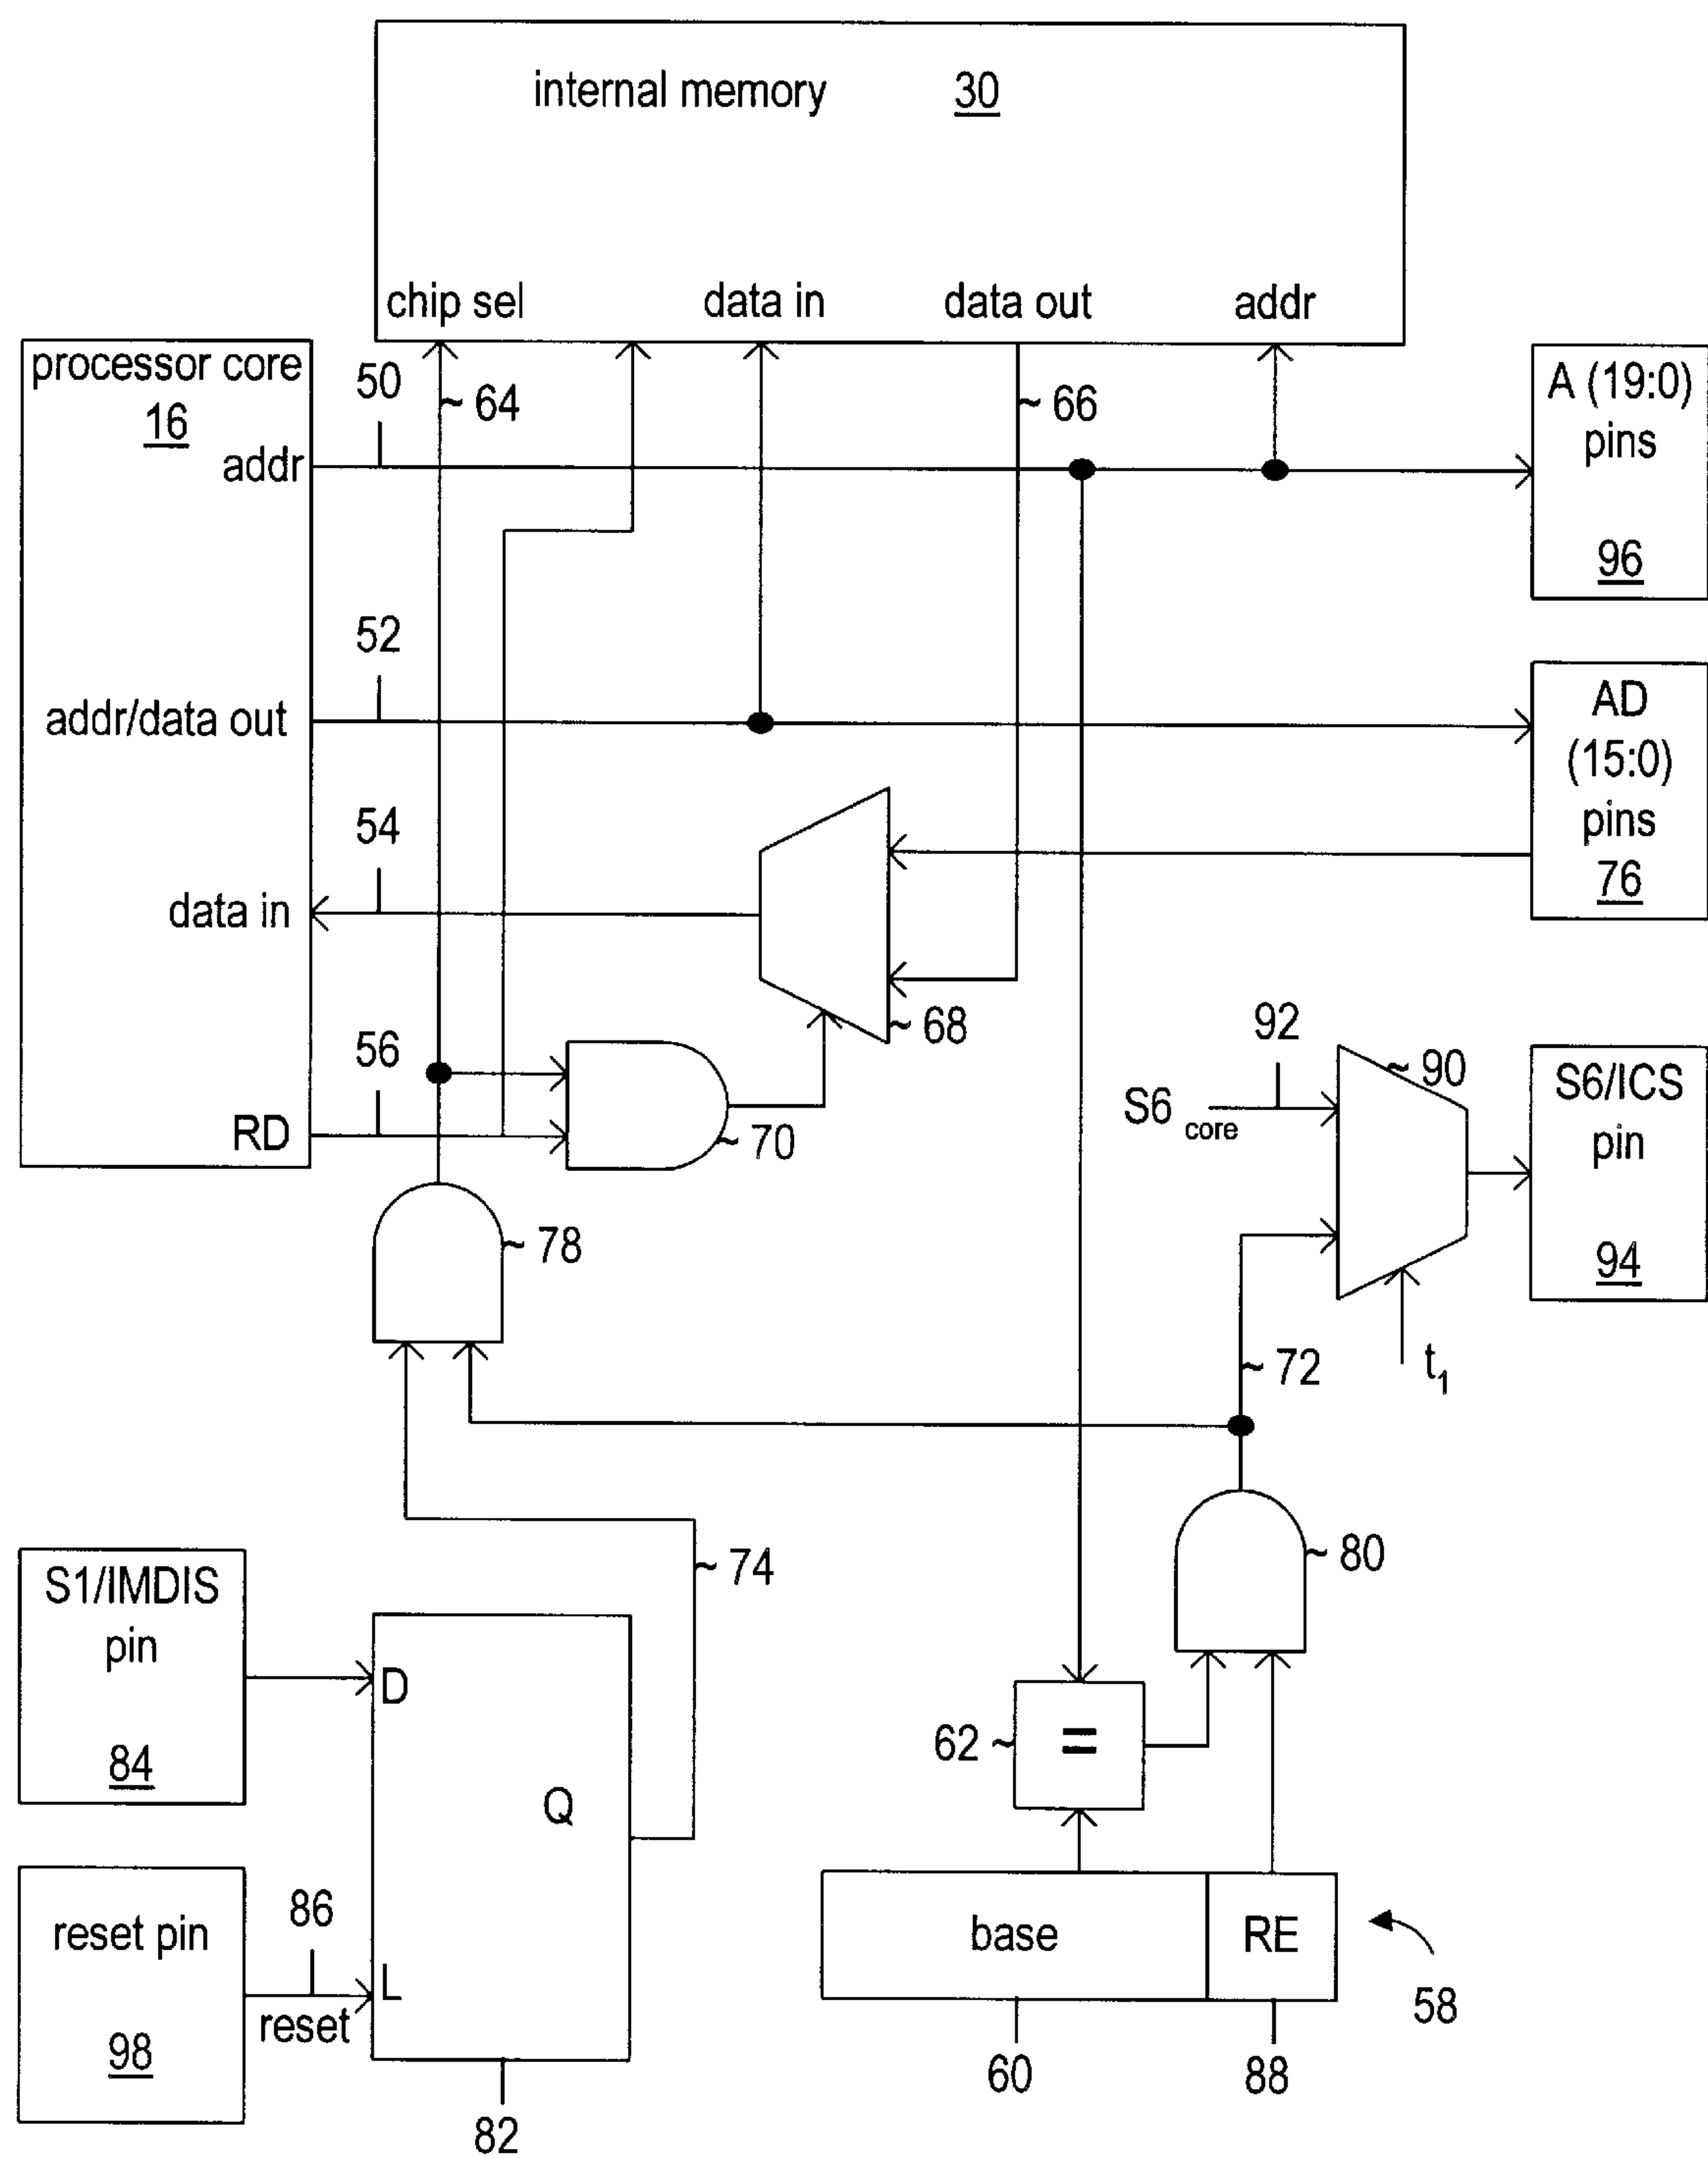 internal memory 30
chip sel data in data out addr
processor core
16
50
64
66
A (19:0)
pins
96
addr
52
addr/data out
AD
(15:0)
pins
76
54
data in
68
56
RD
70
92
90
S6 core
S6/ICS
pin
94
78
72
t1
74
80
S1/IMDIS
pin
84
D
Q
62
=
reset pin
98
86
reset
L
base
RE
58
60
88
82